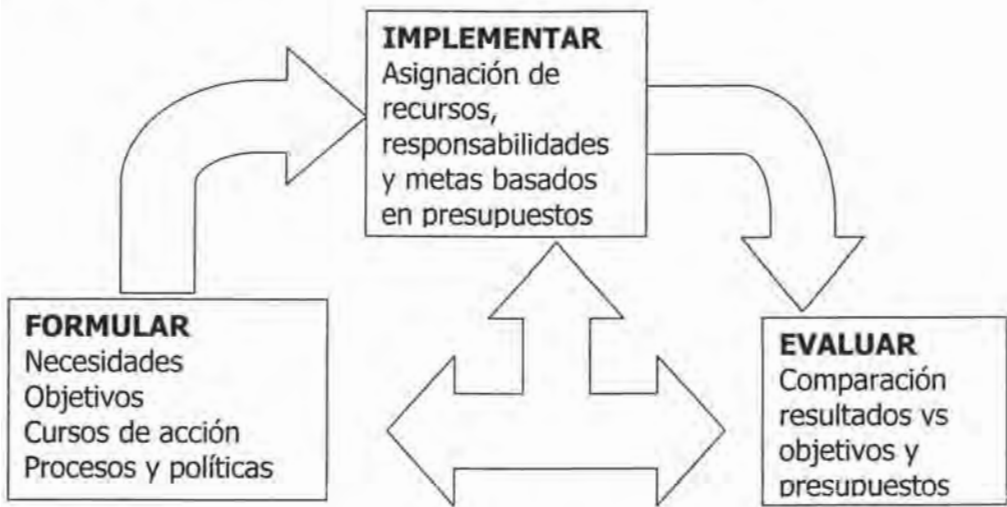 IMPLEMENTAR
Asignación de
recursos,
responsabilidades
y metas basados
en presupuestos
FORMULAR
Necesidades
Objetivos
Cursos de acción
Procesos y políticas
EVALUAR
Comparación
resultados vs
objetivos y
presupuestos